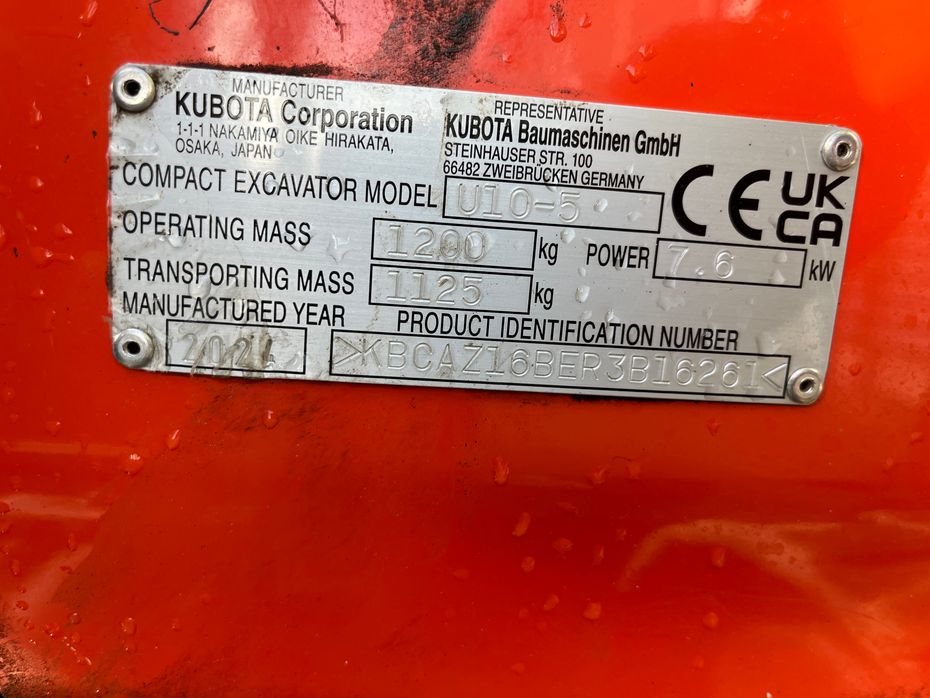 MANUFACTURER
KUBOTA Corporation
1-1-1 NAKAMIYA OIKE HIRAKATA,
OSAKA, JAPAN
REPRESENTATIVE
KUBOTA Baumaschinen GmbH
STEINHAUSER STR. 100
66482 ZWEIBRÜCKEN GERMANY
COMPACT EXCAVATOR MODEL U10-5
CE UK
CA
OPERATING MASS 1200 kg POWER 7.6 kW
TRANSPORTING MASS 1125 kg
MANUFACTURED YEAR PRODUCT IDENTIFICATION NUMBER
2024 >KBCAZ16BER3B16261<